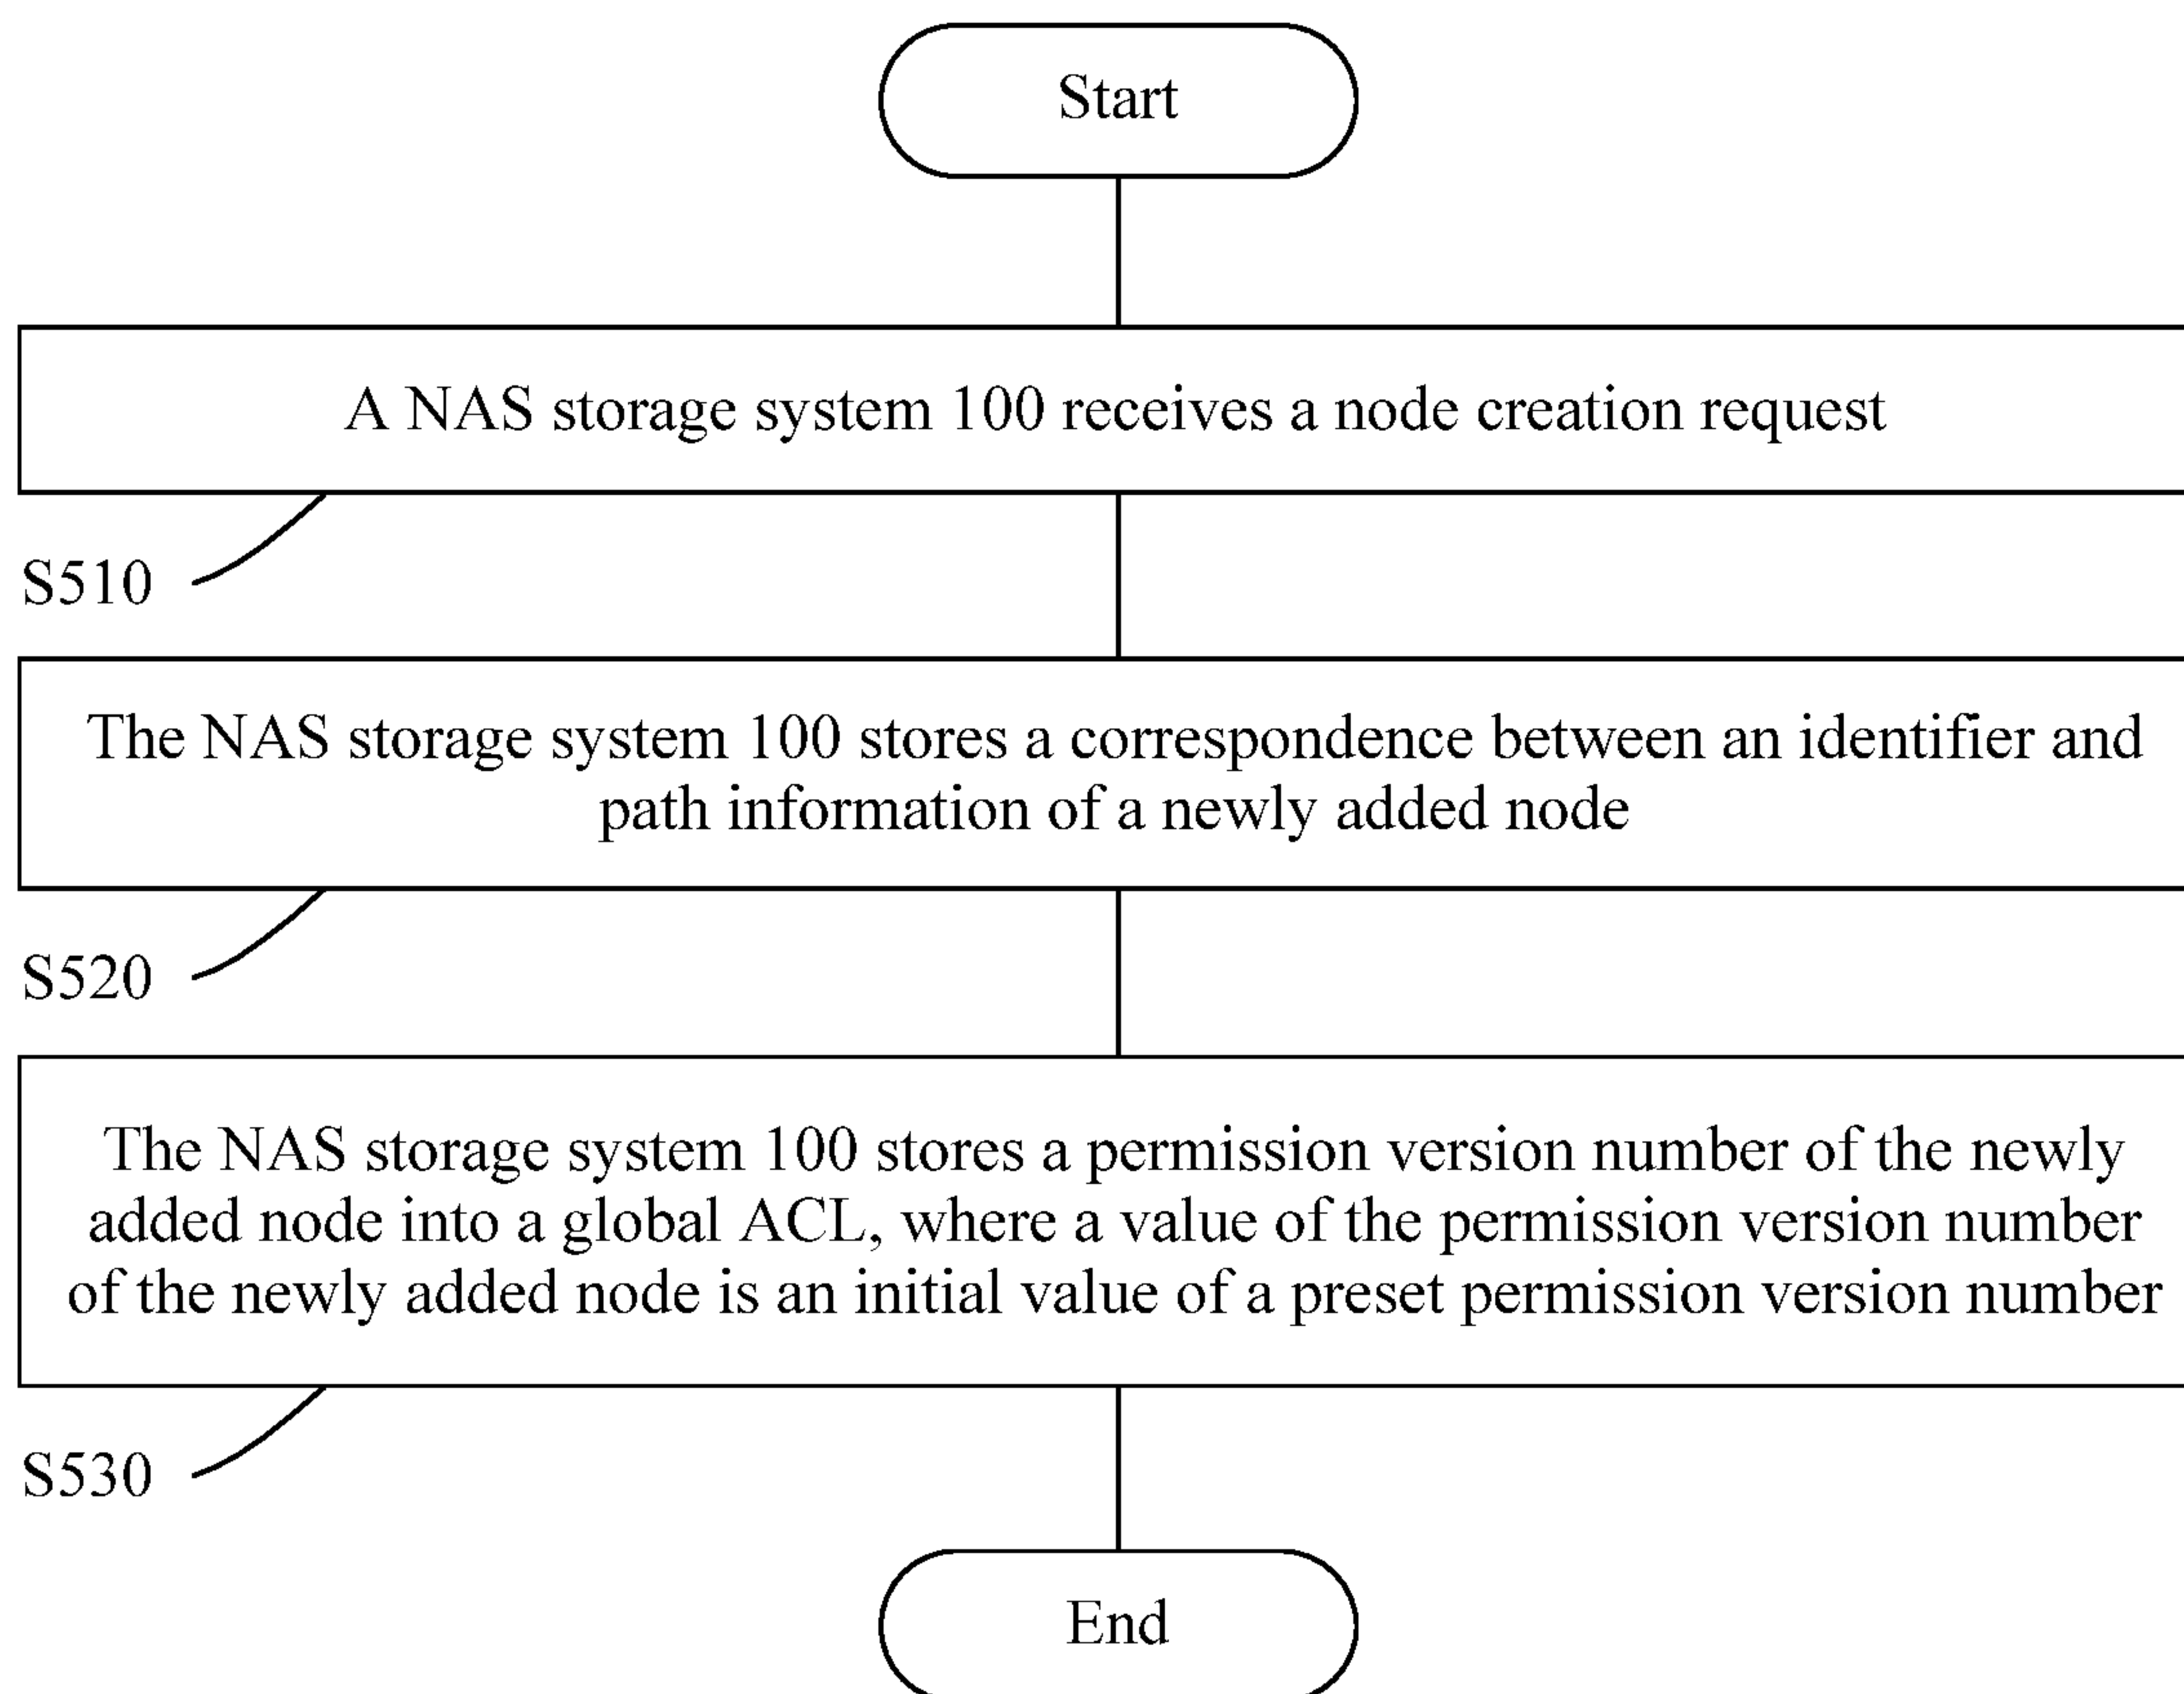 Start
A NAS storage system 100 receives a node creation request
S510
The NAS storage system 100 stores a correspondence between an identifier and
path information of a newly added node
S520
The NAS storage system 100 stores a permission version number of the newly
added node into a global ACL, where a value of the permission version number
of the newly added node is an initial value of a preset permission version number
S530
End